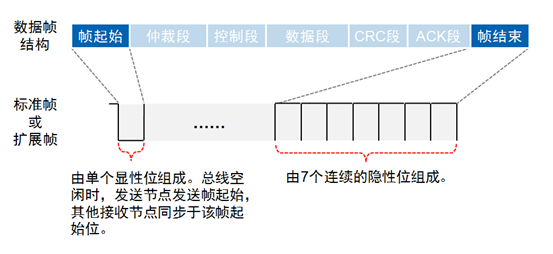 数据帧
结构
帧起始 仲裁段 控制段 数据段 CRC段 ACK段 帧结束
标准帧
或
扩展帧
......
由单个显性位组成。总线空
闲时，发送节点发送帧起始，
其他接收节点同步于该帧起
始位。
由7个连续的隐性位组成。